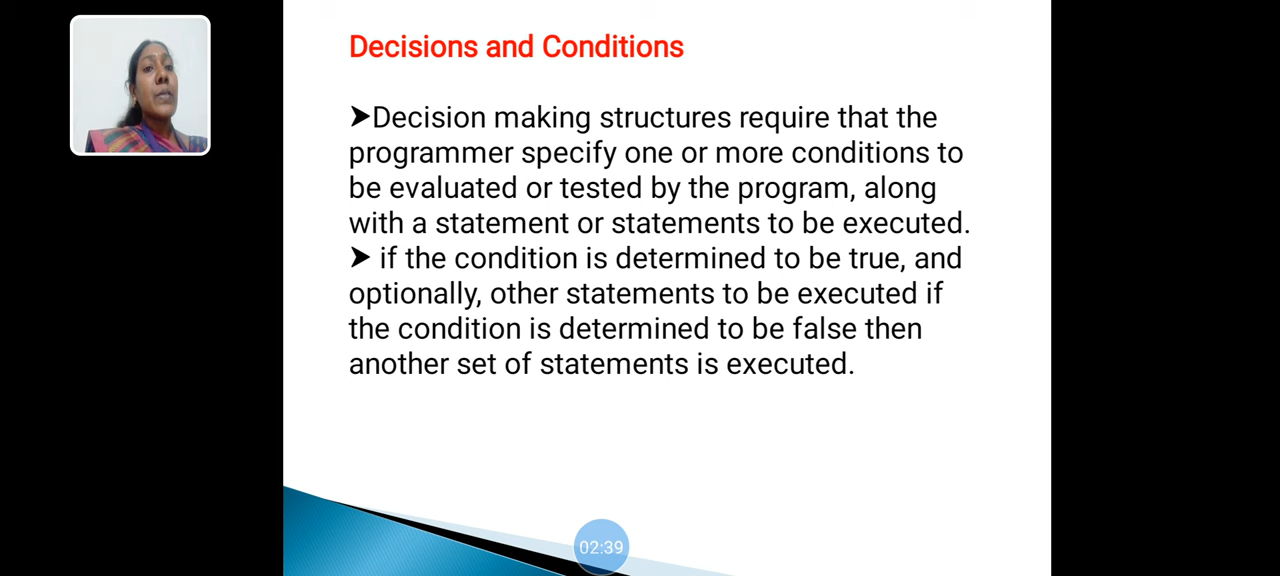 Decisions and Conditions
➤Decision making structures require that the
programmer specify one or more conditions to
be evaluated or tested by the program, along
with a statement or statements to be executed.
➤ if the condition is determined to be true, and
optionally, other statements to be executed if
the condition is determined to be false then
another set of statements is executed.
02:39